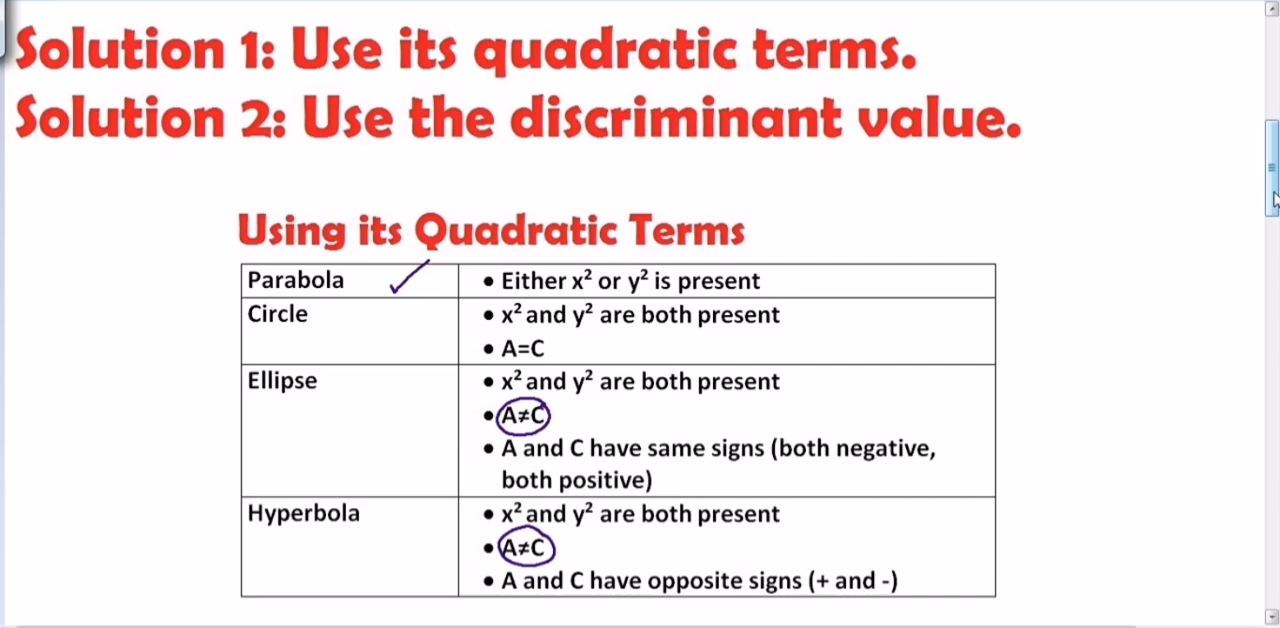 Solution 1: Use its quadratic terms.
Solution 2: Use the discriminant value.
Using its Quadratic Terms
Parabola
• Either x² or y² is present
Circle
• x² and y² are both present
• A=C
Ellipse
• x² and y² are both present
• A≠C
• A and C have same signs (both negative,
both positive)
Hyperbola
• x² and y² are both present
• A≠C
• A and C have opposite signs (+ and -)